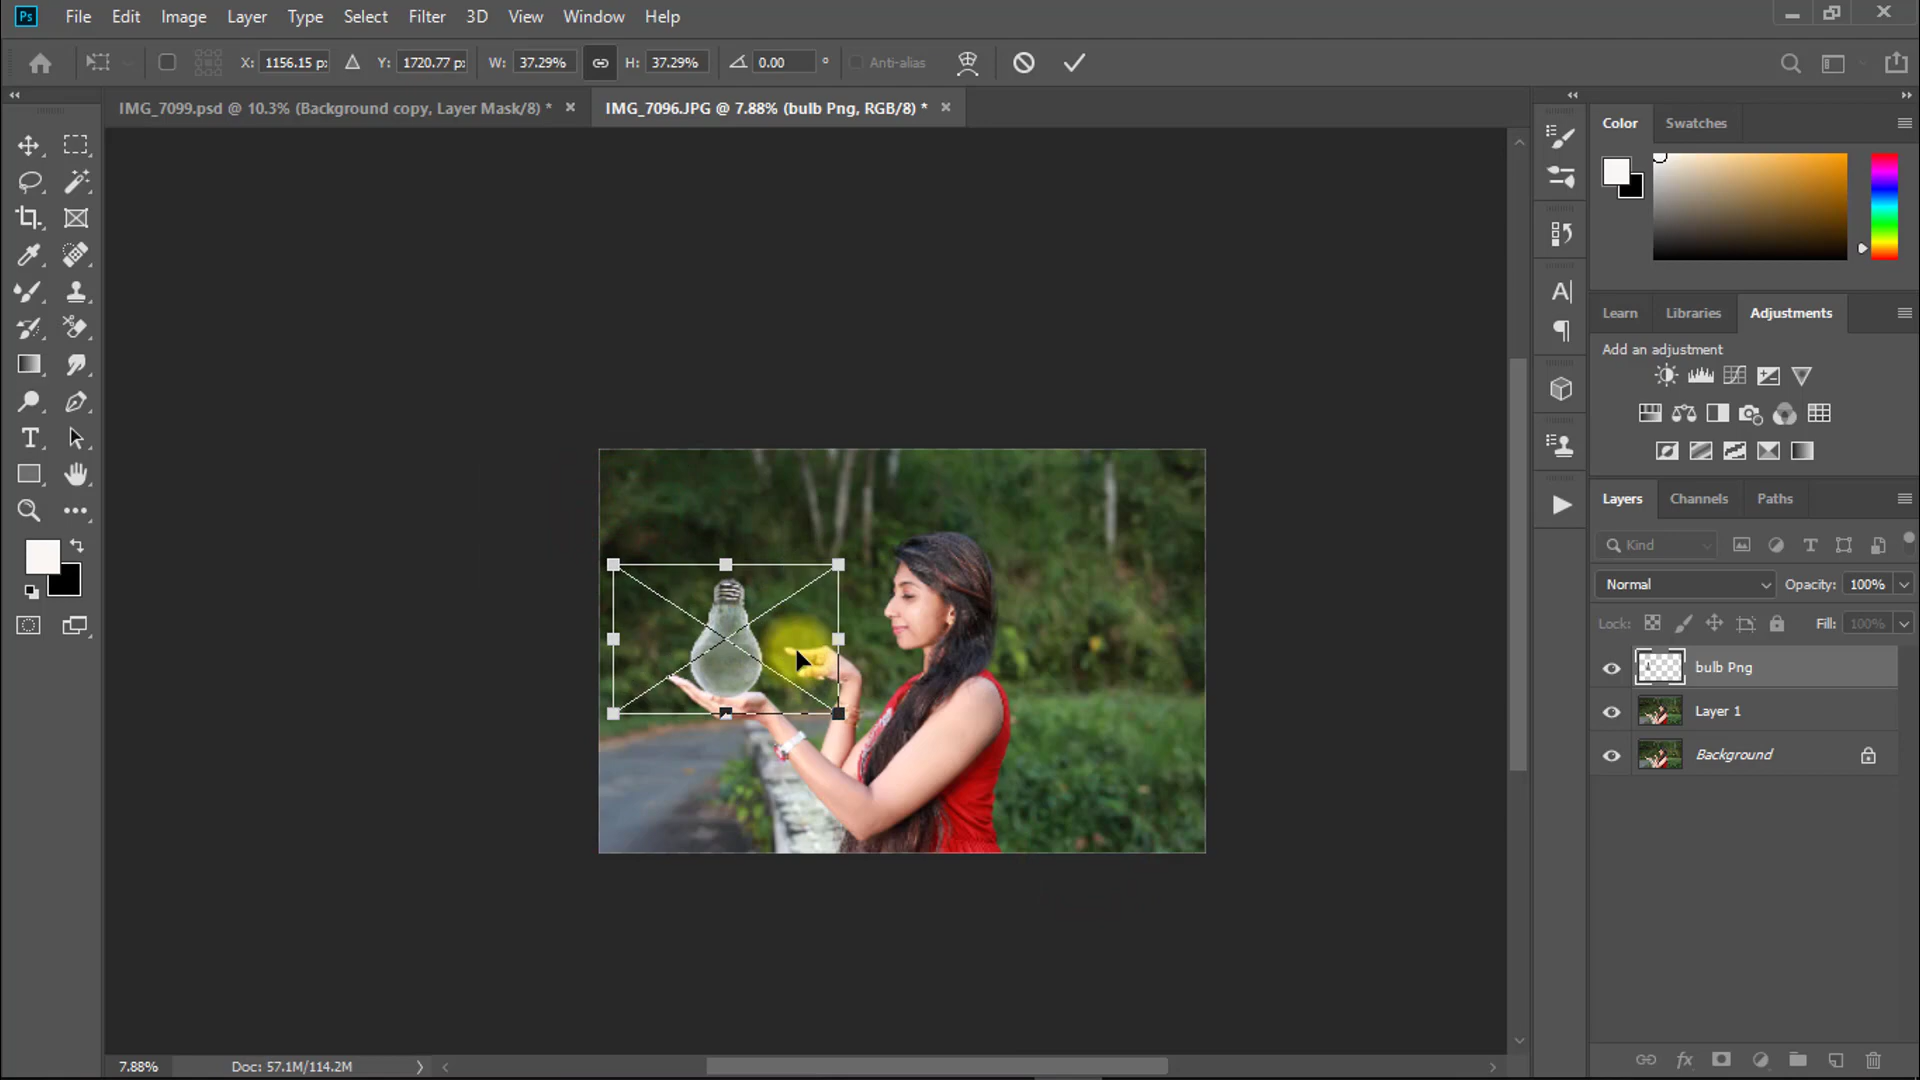 Ps File Edit Image Layer Type Select Filter 3D View Window Help
X: 1156.15 px Y: 1720.77 px W: 37.29% H: 37.29% 0.00 ° Anti-alias
IMG_7099.psd @ 10.3% (Background copy, Layer Mask/8) * IMG_7096.JPG @ 7.88% (bulb Png, RGB/8) *
Color Swatches
Learn Libraries Adjustments
Add an adjustment
Layers Channels Paths
Kind
Normal Opacity: 100%
Lock: Fill: 100%
bulb Png
Layer 1
Background
7.88% Doc: 57.1M/114.2M